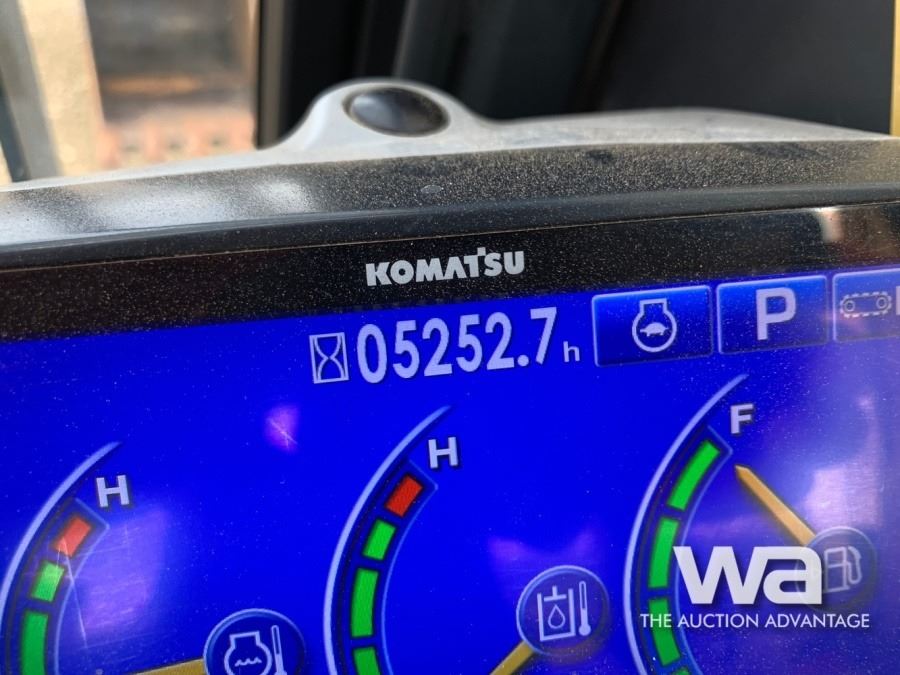 KOMATSU
05252.7h
P
H
H
F
wa
THE AUCTION ADVANTAGE